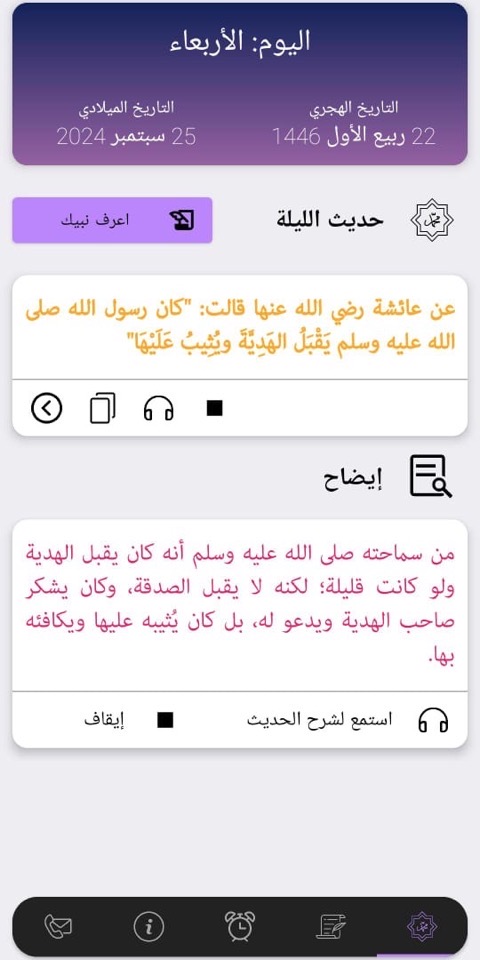 اليوم: الأربعاء
التاريخ الهجري
22 ربيع الأول 1446
التاريخ الميلادي
25 سبتمبر 2024
حديث الليلة
اعرف نبيك
عن عائشة رضي الله عنها قالت: "كان رسول الله صلى
الله عليه وسلم يَقْبَلُ الهَدِيَّةَ ويُثِيبُ عَلَيْهَا"
إيضاح
من سماحته صلى الله عليه وسلم أنه كان يقبل الهدية
ولو كانت قليلة؛ لكنه لا يقبل الصدقة، وكان يشكر
صاحب الهدية ويدعو له، بل كان يُثيبه عليها ويكافئه
بها.
استمع لشرح الحديث
إيقاف